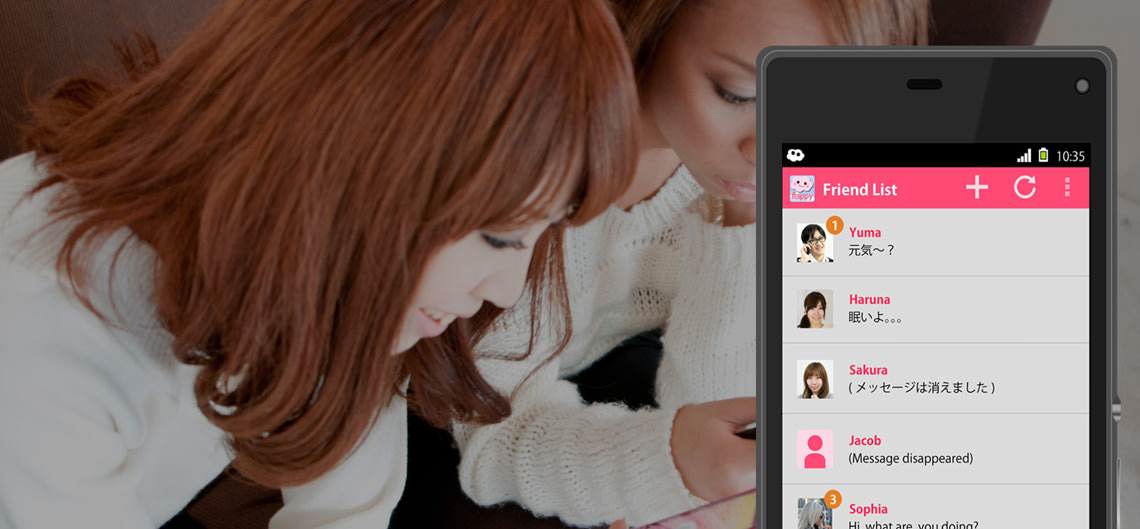 10:35
Happy
Friend List
1
Yuma
元気〜？
Haruna
眠いよ。。。
Sakura
( メッセージは消えました )
Jacob
(Message disappeared)
3
Sophia
Hi, what are you doing?